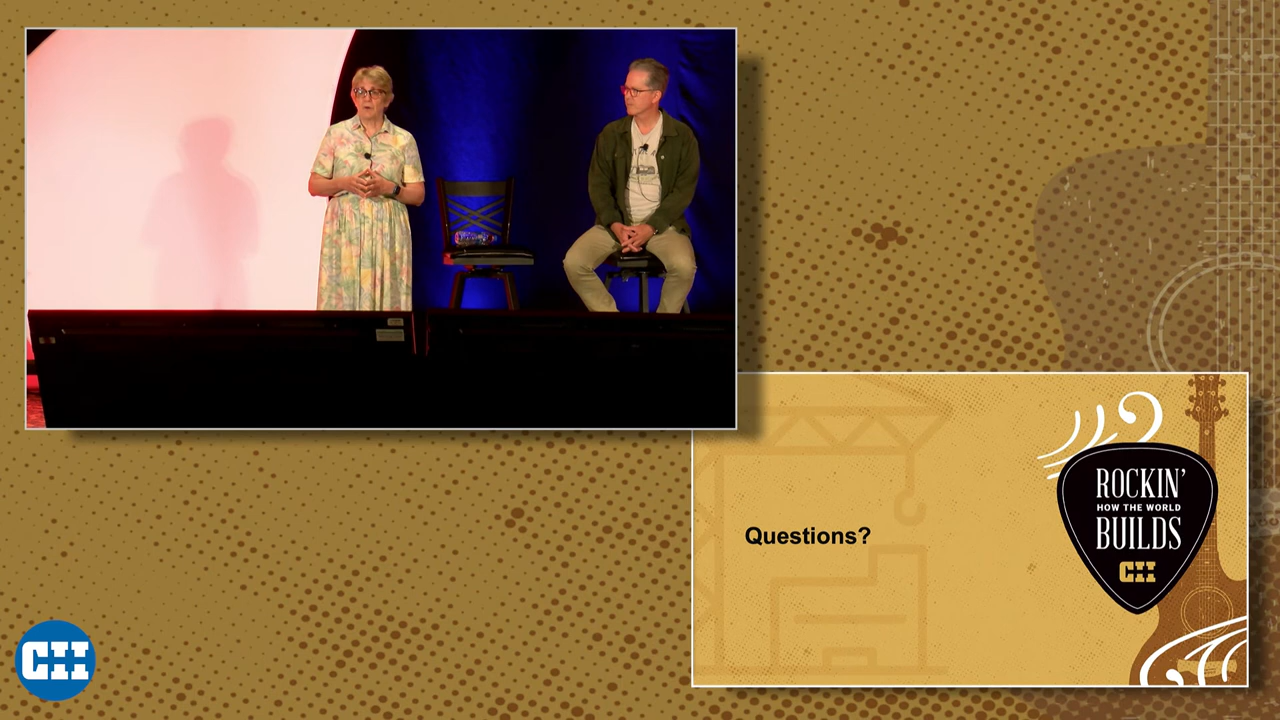 Questions?
ROCKIN'
HOW THE WORLD
BUILDS
CII
CII